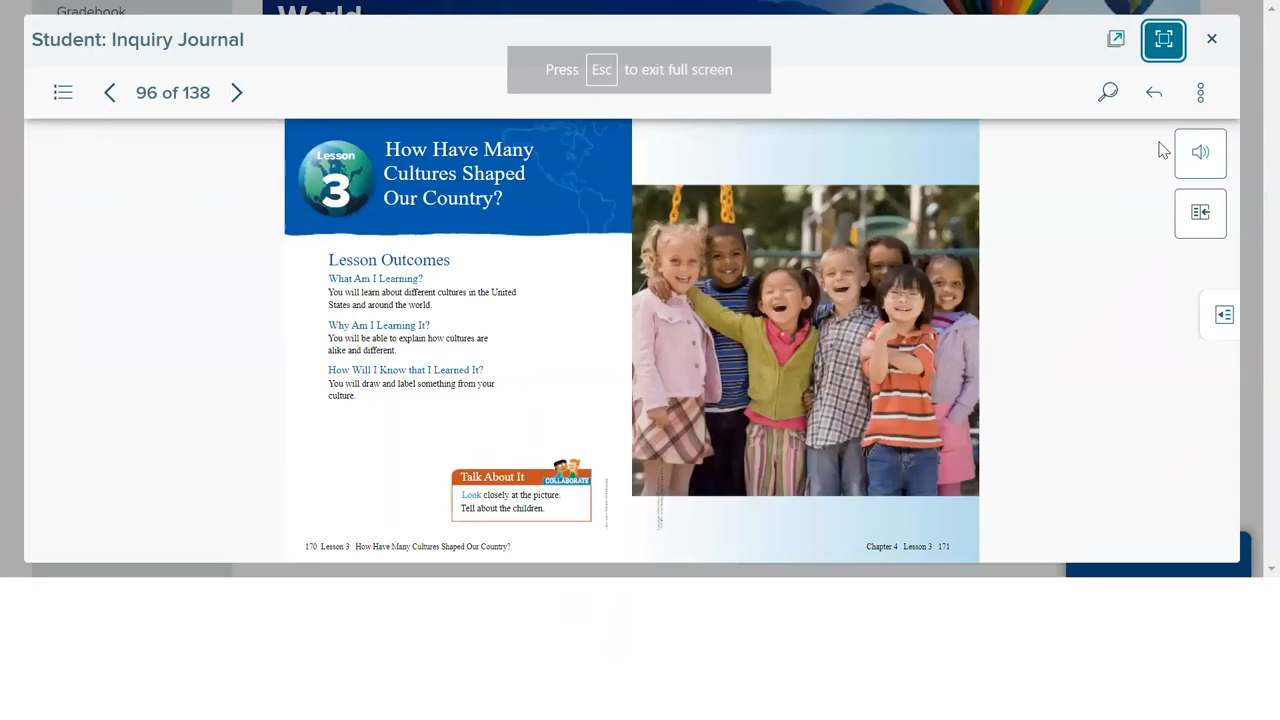 Gradebook
World
Student: Inquiry Journal
Press Esc to exit full screen
96 of 138
Lesson
3
How Have Many
Cultures Shaped
Our Country?
Lesson Outcomes
What Am I Learning?
You will learn about different cultures in the United
States and around the world.
Why Am I Learning It?
You will be able to explain how cultures are
alike and different.
How Will I Know that I Learned It?
You will draw and label something from your
culture.
Talk About It
COLLABORATE
Look closely at the picture.
Tell about the children.
170 Lesson 3 How Have Many Cultures Shaped Our Country?
Chapter 4 Lesson 3 171